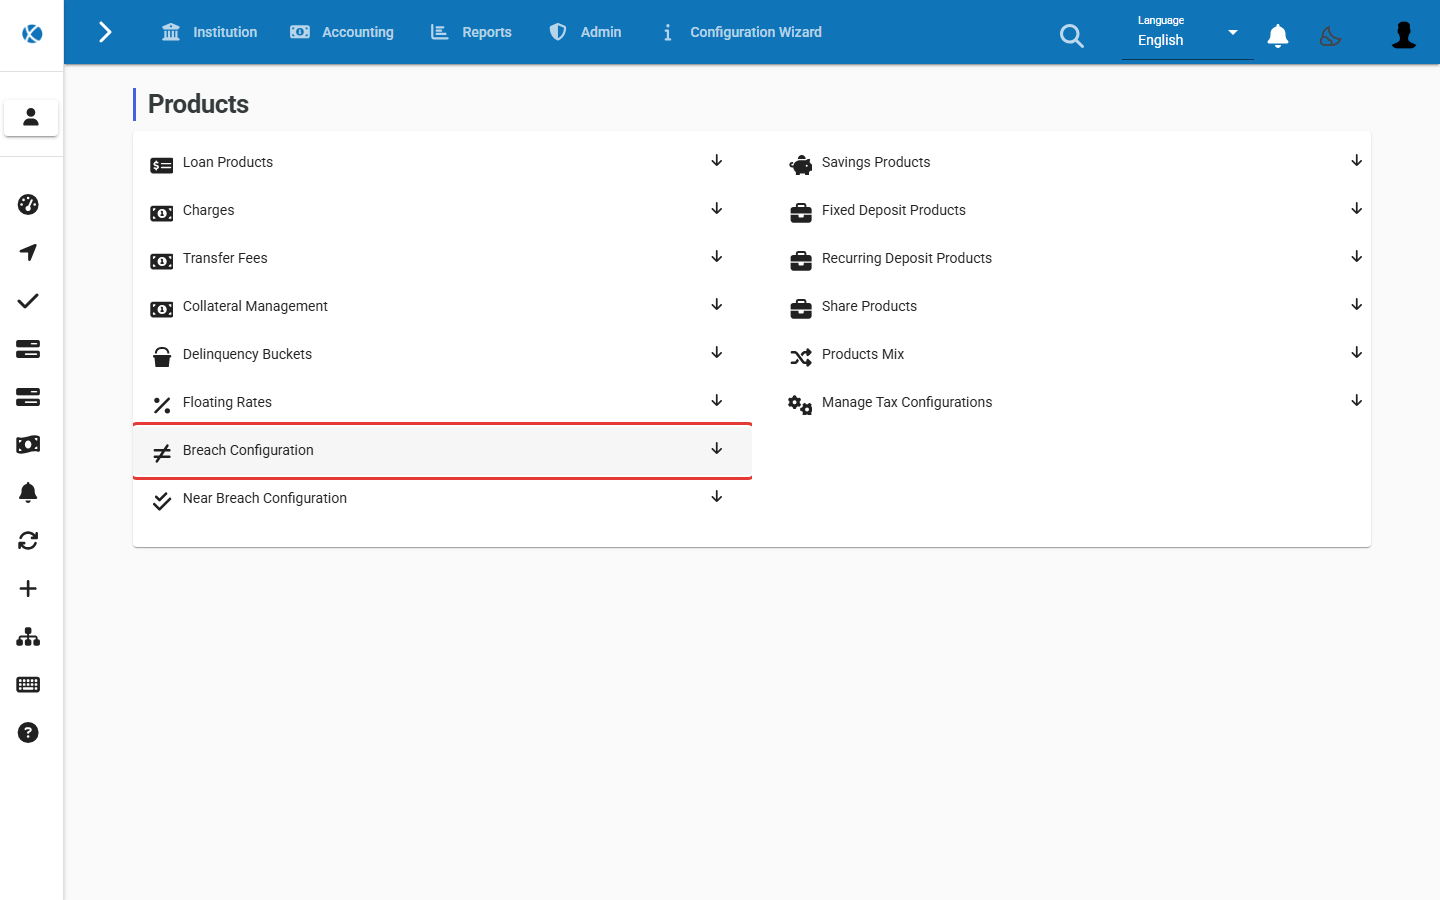 Institution
Accounting
Reports
Admin
Configuration Wizard
Language
English
Products
Loan Products
Charges
Transfer Fees
Collateral Management
Delinquency Buckets
Floating Rates
Breach Configuration
Near Breach Configuration
Savings Products
Fixed Deposit Products
Recurring Deposit Products
Share Products
Products Mix
Manage Tax Configurations